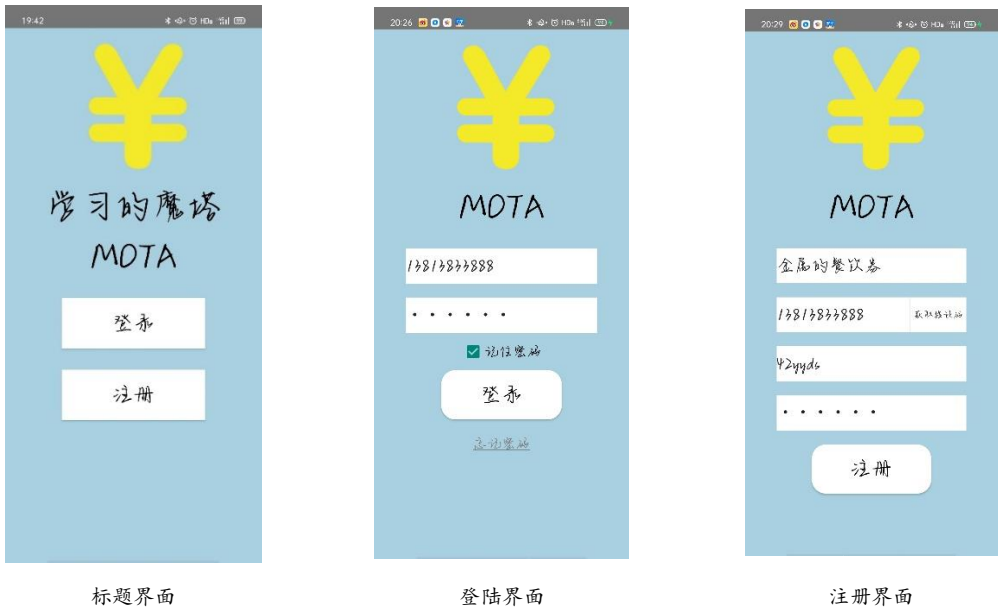 19:42
学习的魔塔
MOTA
登录
注册
标题界面
20:26
MOTA
13813833888
记住密码
登录
忘记密码
登陆界面
20:29
MOTA
金属的餐饮券
13813833888
获取验证码
42yyds
注册
注册界面